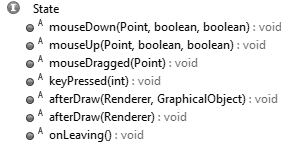 I State
A mouseDown(Point, boolean, boolean) : void
A mouseUp(Point, boolean, boolean) : void
A mouseDragged(Point) : void
A keyPressed(int) : void
A afterDraw(Renderer, GraphicalObject) : void
A afterDraw(Renderer) : void
A onLeaving() : void